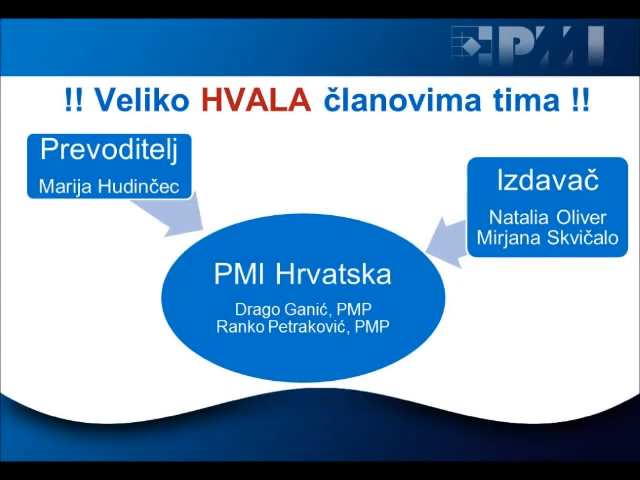 PMI
!! Veliko HVALA članovima tima !!
Prevoditelj
Marija Hudinčec
Izdavač
Natalia Oliver
Mirjana Skvičalo
PMI Hrvatska
Drago Ganić, PMP
Ranko Petraković, PMP